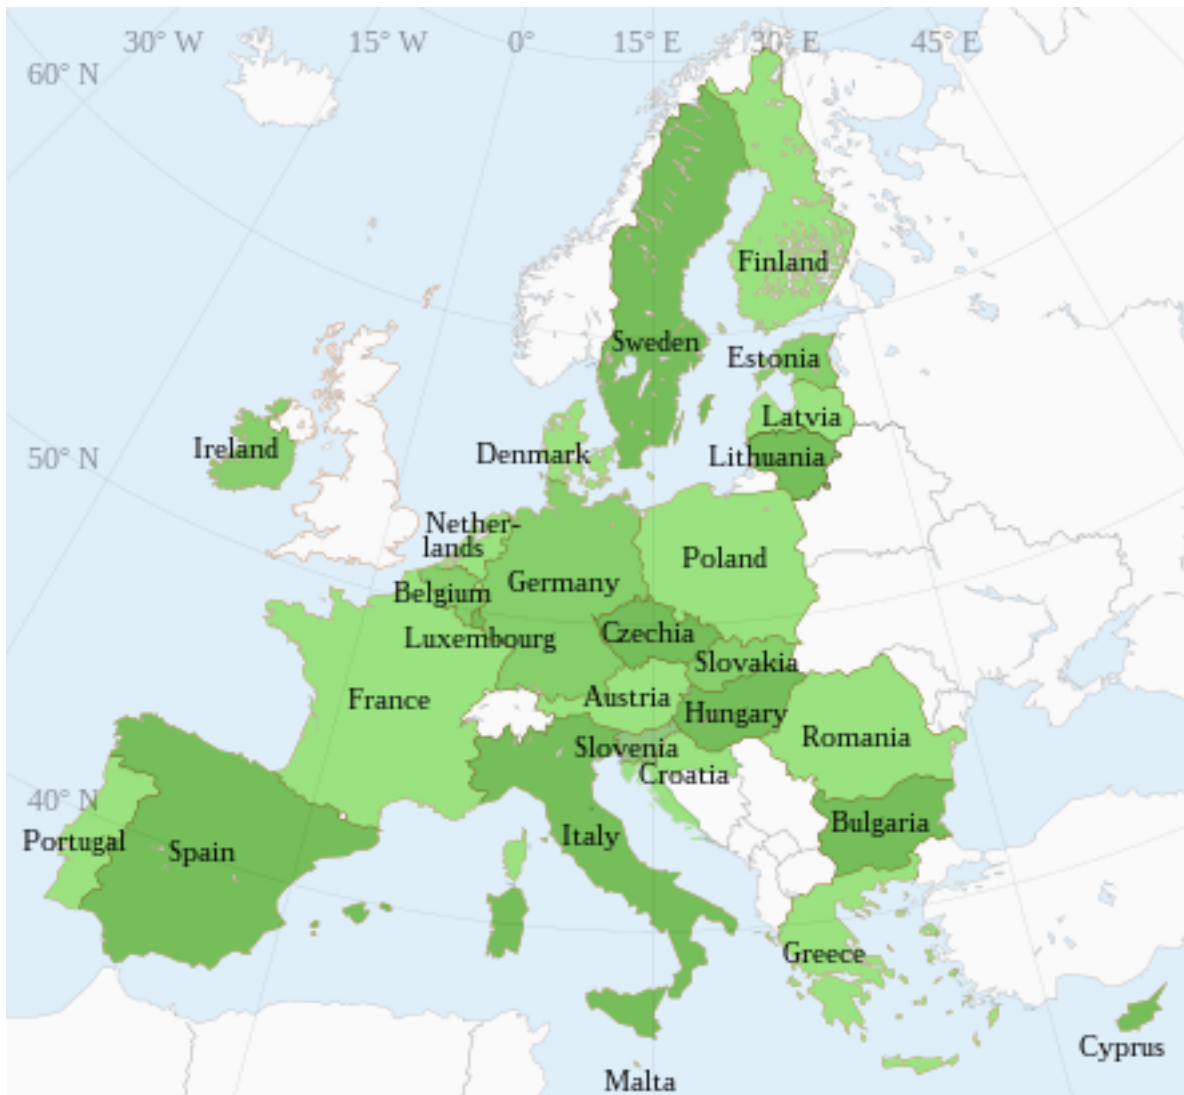 30° W
15° W
0°
15° E
30° E
45° E
60° N
Finland
Sweden
Estonia
Latvia
Ireland
Denmark
Lithuania
50° N
Nether-
lands
Poland
Germany
Belgium
Czechia
Luxembourg
Slovakia
Austria
France
Hungary
Romania
Slovenia
Croatia
40° N
Bulgaria
Italy
Portugal
Spain
Greece
Cyprus
Malta